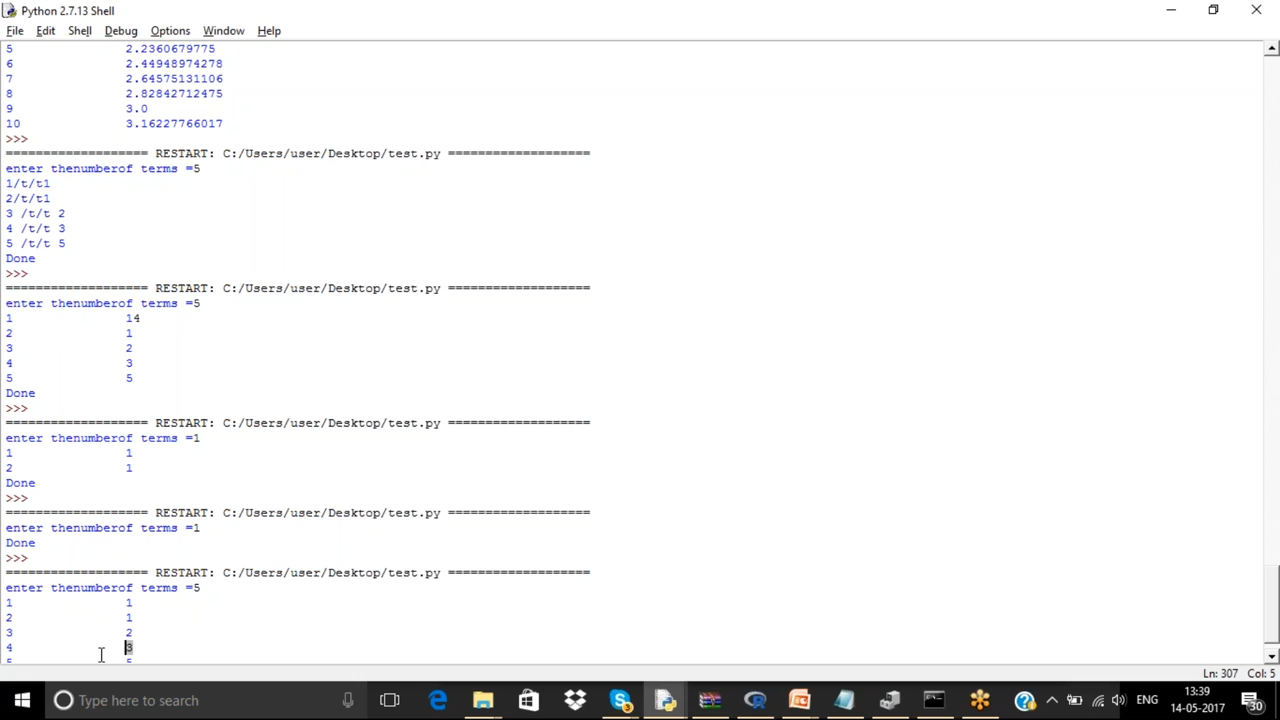 Python 2.7.13 Shell
File Edit Shell Debug Options Window Help
5 2.2360679775
6 2.44948974278
7 2.64575131106
8 2.82842712475
9 3.0
10 3.16227766017
>>>
=================== RESTART: C:/Users/user/Desktop/test.py ===================
enter thenumberof terms =5
1/t/t1
2/t/t1
3 /t/t 2
4 /t/t 3
5 /t/t 5
Done
>>>
=================== RESTART: C:/Users/user/Desktop/test.py ===================
enter thenumberof terms =5
1 14
2 1
3 2
4 3
5 5
Done
>>>
=================== RESTART: C:/Users/user/Desktop/test.py ===================
enter thenumberof terms =1
1 1
2 1
Done
>>>
=================== RESTART: C:/Users/user/Desktop/test.py ===================
enter thenumberof terms =1
Done
>>>
=================== RESTART: C:/Users/user/Desktop/test.py ===================
enter thenumberof terms =5
1 1
2 1
3 2
4 3
5 5
Ln: 307 Col: 5
Type here to search
ENG
13:39
14-05-2017
30